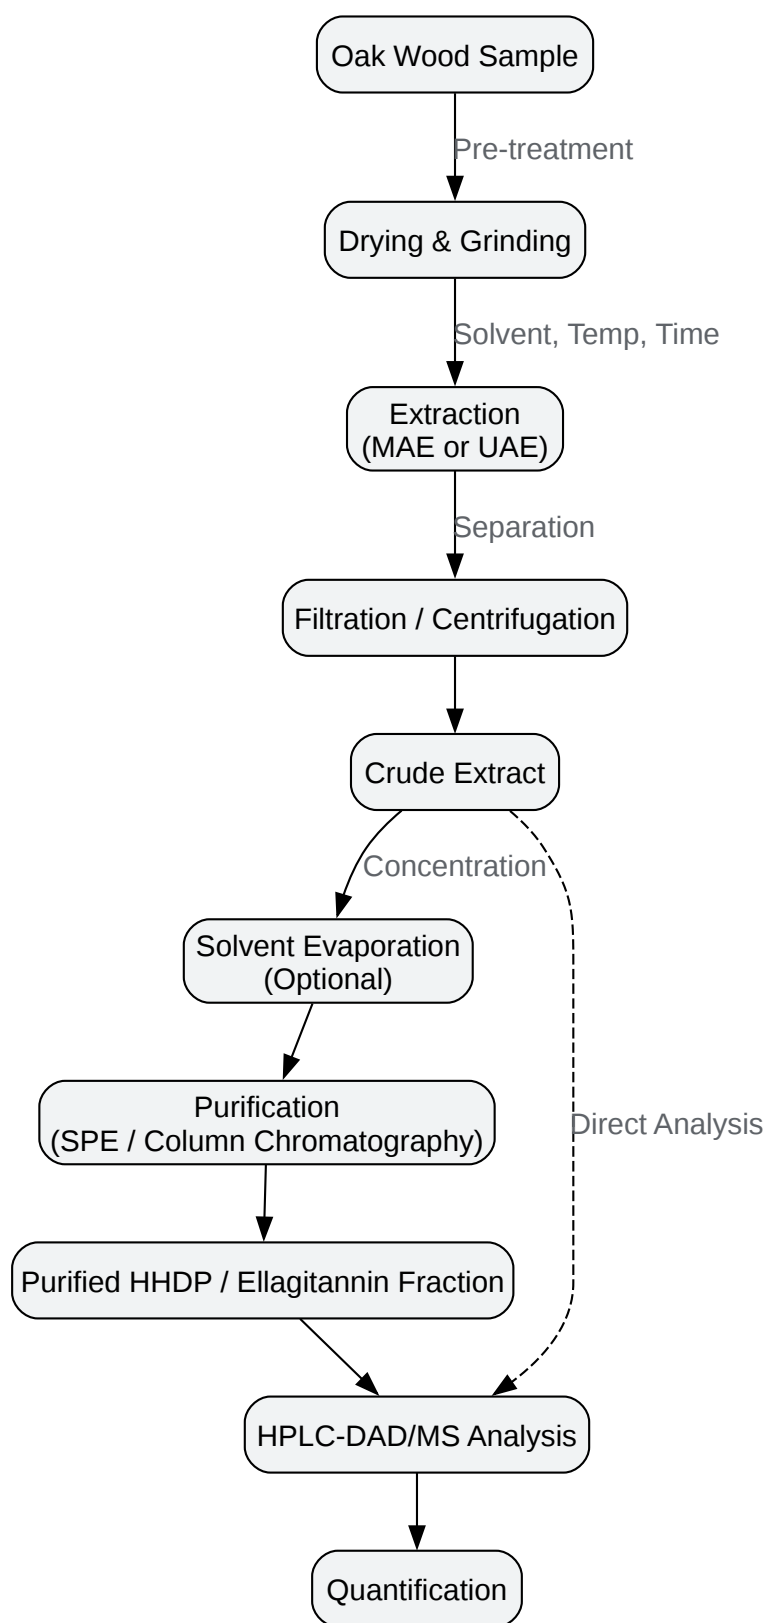 Oak Wood Sample
Pre-treatment
Drying & Grinding
Solvent, Temp, Time
Extraction
(MAE or UAE)
Separation
Filtration / Centrifugation
Crude Extract
Concentration
Solvent Evaporation
(Optional)
Purification
(SPE / Column Chromatography)
Direct Analysis
Purified HHDP / Ellagitannin Fraction
HPLC-DAD/MS Analysis
Quantification